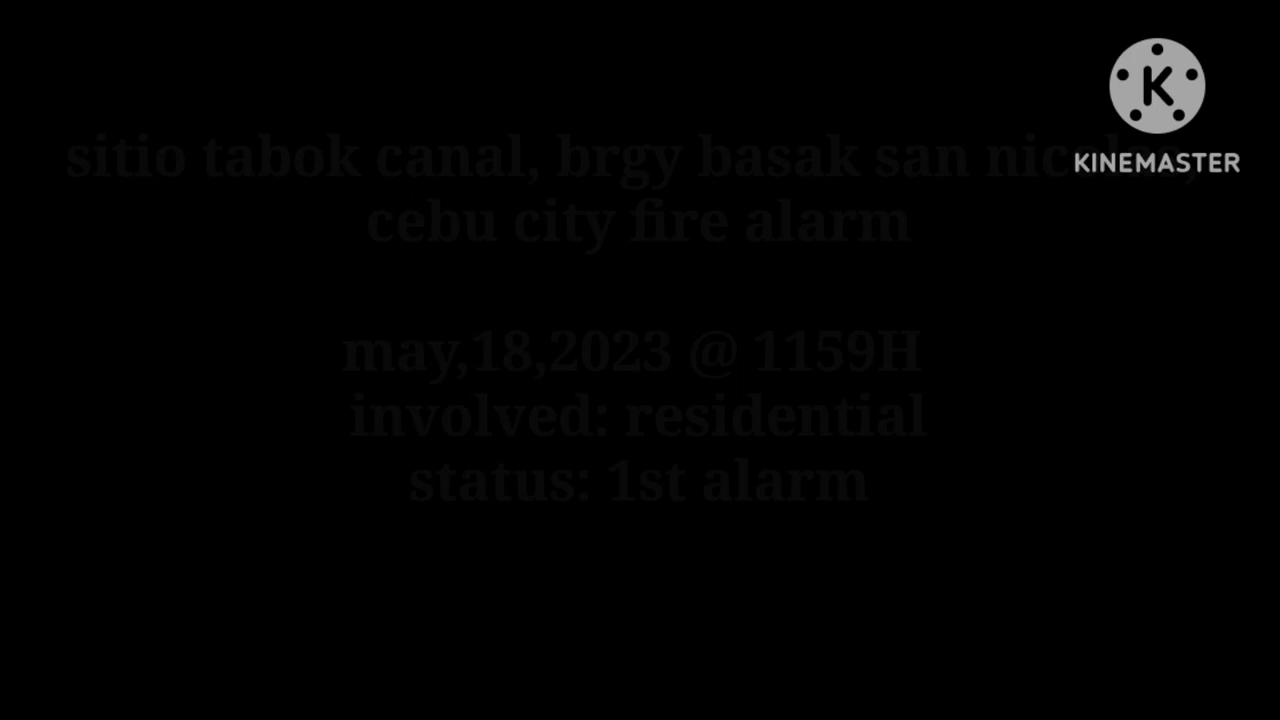 sitio tabok canal, brgy basak san nicolas,
cebu city fire alarm
may,18,2023 @ 1159H
involved: residential
status: 1st alarm
K
KINEMASTER